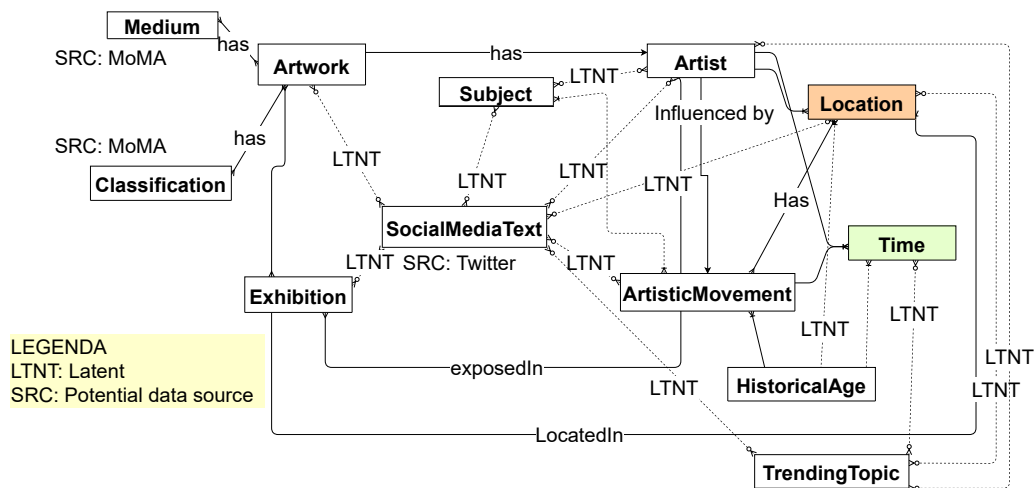 Medium
has
SRC: MoMA
Artwork
has
Artist
LTNT
Subject
Influenced by
Location
SRC: MoMA
has
Classification
LTNT
LTNT
LTNT
LTNT
LTNT
Has
SocialMediaText
SRC: Twitter
Time
LTNT
LTNT
Exhibition
ArtisticMovement
LTNT
LTNT
LEGENDA
LTNT: Latent
SRC: Potential data source
exposedIn
LTNT
HistoricalAge
LTNT
LTNT
LocatedIn
TrendingTopic